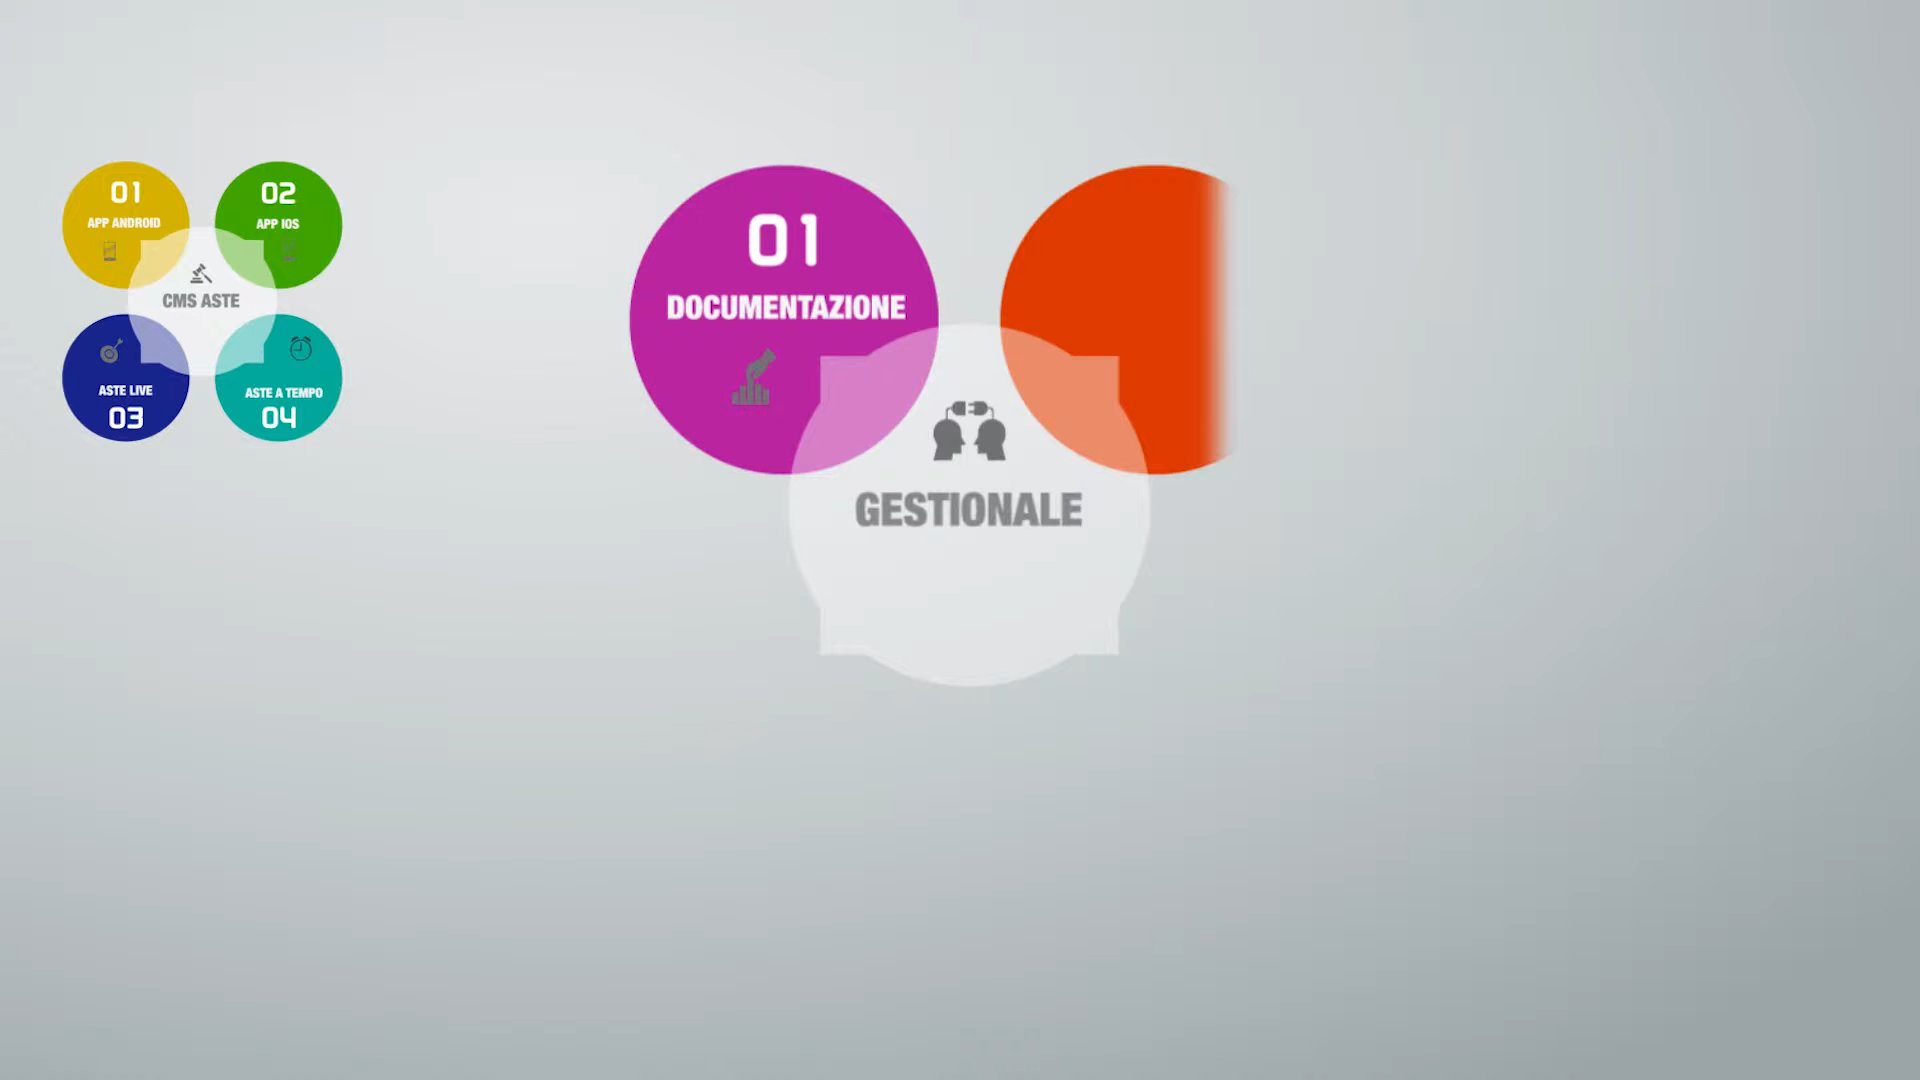 01
APP ANDROID
02
APP IOS
CMS ASTE
ASTE LIVE
03
ASTE A TEMPO
04
01
DOCUMENTAZIONE
GESTIONALE